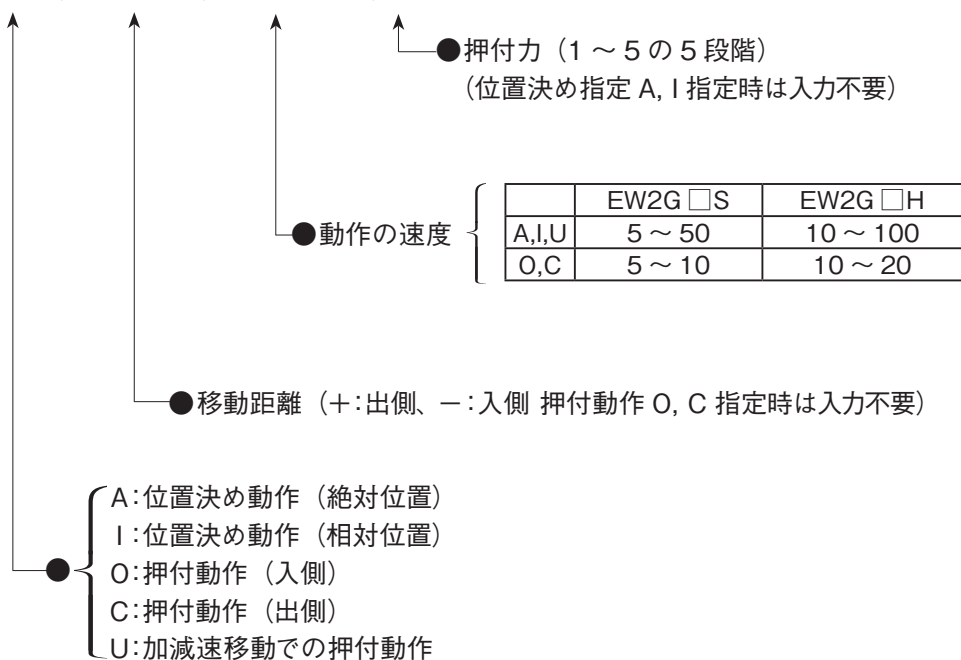 ●押付力（1～5の5段階）
（位置決め指定 A, I 指定時は入力不要）
EW2G □S EW2G □H
●動作の速度 A,I,U 5～50 10～100
O,C 5～10 10～20
●移動距離（＋：出側、－：入側 押付動作 O, C 指定時は入力不要）
A：位置決め動作（絶対位置）
I：位置決め動作（相対位置）
O：押付動作（入側）
C：押付動作（出側）
U：加減速移動での押付動作